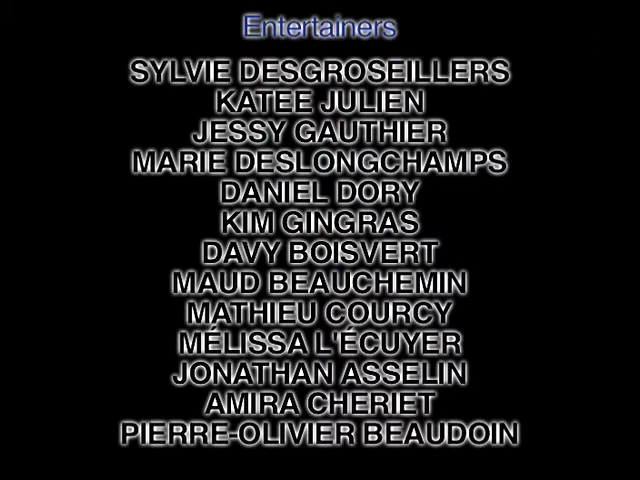 Entertainers
SYLVIE DESGROSEILLERS
KATEE JULIEN
JESSY GAUTHIER
MARIE DESLONGCHAMPS
DANIEL DORY
KIM GINGRAS
DAVY BOISVERT
MAUD BEAUCHEMIN
MATHIEU COURCY
MÉLISSA L'ÉCUYER
JONATHAN ASSELIN
AMIRA CHERIET
PIERRE-OLIVIER BEAUDOIN